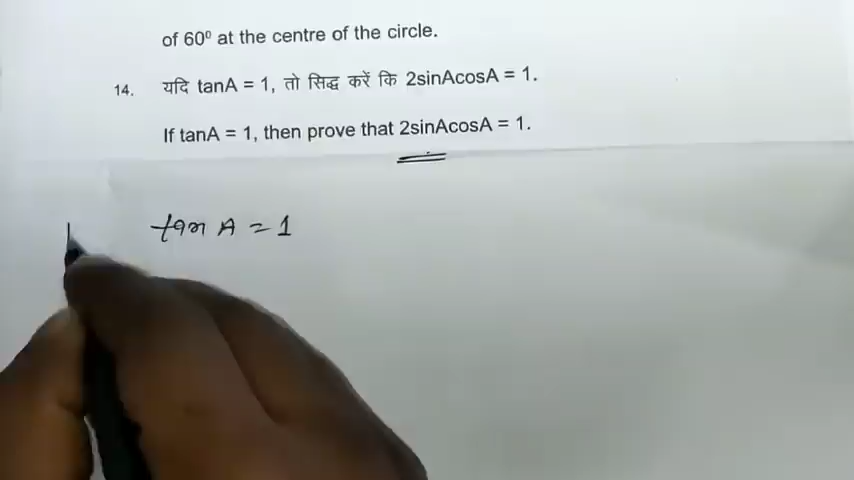 of 60⁰ at the centre of the circle.
14. यदि tanA = 1, तो सिद्ध करें कि 2sinAcosA = 1.
If tanA = 1, then prove that 2sinAcosA = 1.
tan A = 1